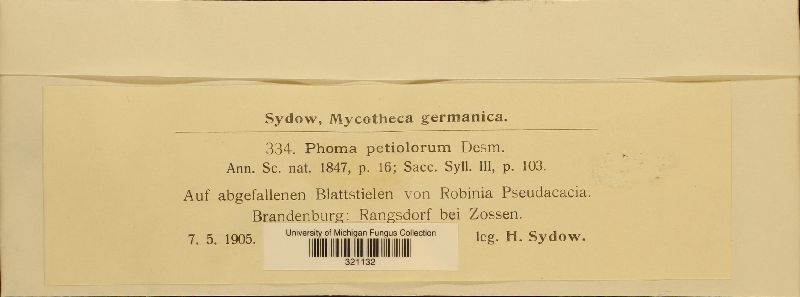 Sydow, Mycotheca germanica.
334. Phoma petiolorum Desm.
Ann. Sc. nat. 1847, p. 16; Sacc. Syll. III, p. 103.
Auf abgefallenen Blattstielen von Robinia Pseudacacia.
Brandenburg: Rangsdorf bei Zossen.
7. 5. 1905. leg. H. Sydow.
University of Michigan Fungus Collection
321132